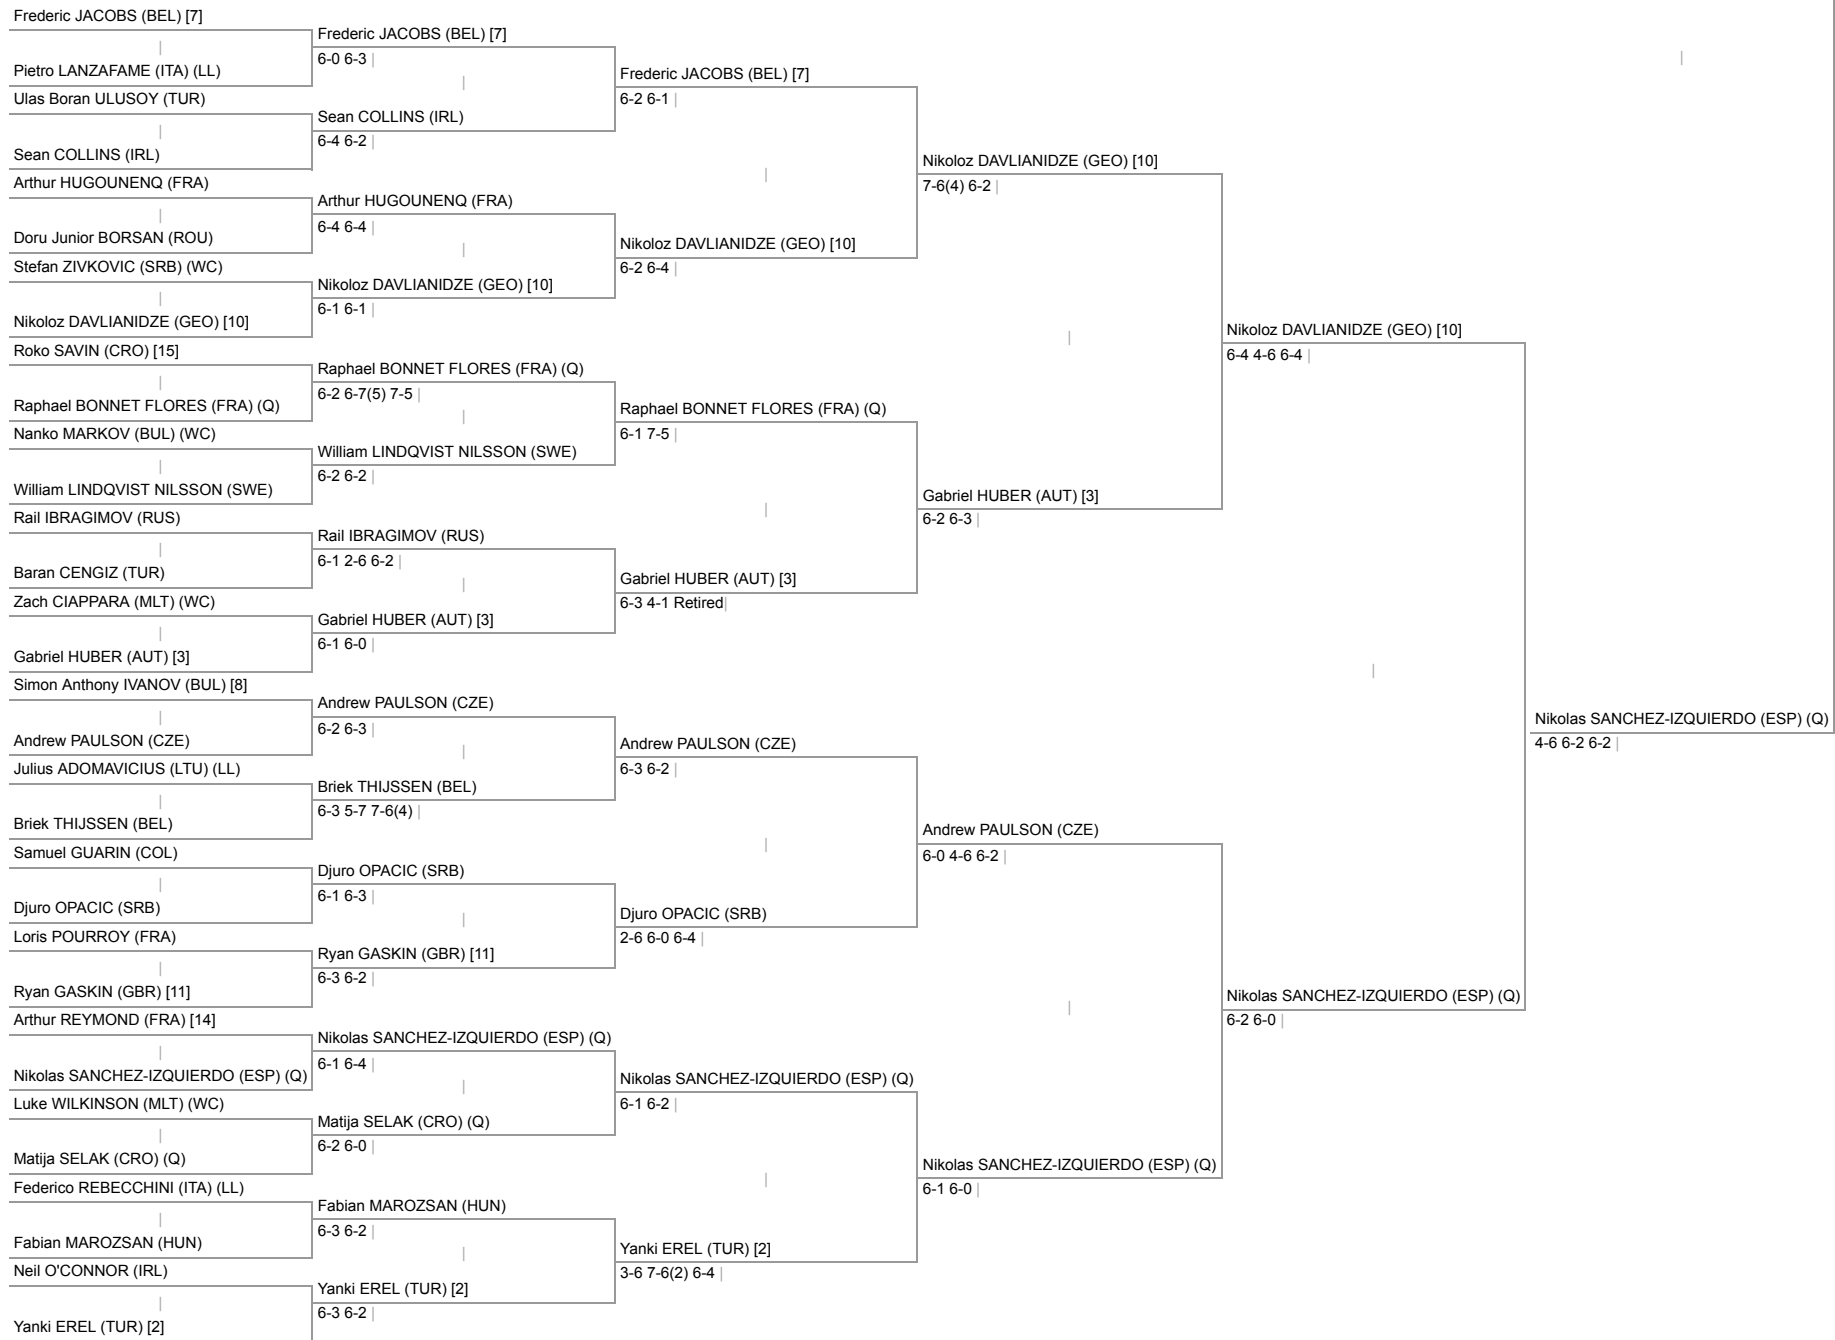 Frederic JACOBS (BEL) [7]
Pietro LANZAFAME (ITA) (LL)
Ulas Boran ULUSOY (TUR)
Sean COLLINS (IRL)
Arthur HUGOUNENQ (FRA)
Doru Junior BORSAN (ROU)
Stefan ZIVKOVIC (SRB) (WC)
Nikoloz DAVLIANIDZE (GEO) [10]
Roko SAVIN (CRO) [15]
Raphael BONNET FLORES (FRA) (Q)
Nanko MARKOV (BUL) (WC)
William LINDQVIST NILSSON (SWE)
Rail IBRAGIMOV (RUS)
Baran CENGIZ (TUR)
Zach CIAPPARA (MLT) (WC)
Gabriel HUBER (AUT) [3]
Simon Anthony IVANOV (BUL) [8]
Andrew PAULSON (CZE)
Julius ADOMAVICIUS (LTU) (LL)
Briek THIJSSEN (BEL)
Samuel GUARIN (COL)
Djuro OPACIC (SRB)
Loris POURROY (FRA)
Ryan GASKIN (GBR) [11]
Arthur REYMOND (FRA) [14]
Nikolas SANCHEZ-IZQUIERDO (ESP) (Q)
Luke WILKINSON (MLT) (WC)
Matija SELAK (CRO) (Q)
Federico REBECCHINI (ITA) (LL)
Fabian MAROZSAN (HUN)
Neil O'CONNOR (IRL)
Yanki EREL (TUR) [2]
Frederic JACOBS (BEL) [7]
6-0 6-3
Sean COLLINS (IRL)
6-4 6-2
Arthur HUGOUNENQ (FRA)
6-4 6-4
Nikoloz DAVLIANIDZE (GEO) [10]
6-1 6-1
Raphael BONNET FLORES (FRA) (Q)
6-2 6-7(5) 7-5
William LINDQVIST NILSSON (SWE)
6-2 6-2
Rail IBRAGIMOV (RUS)
6-1 2-6 6-2
Gabriel HUBER (AUT) [3]
6-1 6-0
Andrew PAULSON (CZE)
6-2 6-3
Briek THIJSSEN (BEL)
6-3 5-7 7-6(4)
Djuro OPACIC (SRB)
6-1 6-3
Ryan GASKIN (GBR) [11]
6-3 6-2
Nikolas SANCHEZ-IZQUIERDO (ESP) (Q)
6-1 6-4
Matija SELAK (CRO) (Q)
6-2 6-0
Fabian MAROZSAN (HUN)
6-3 6-2
Yanki EREL (TUR) [2]
6-3 6-2
Frederic JACOBS (BEL) [7]
6-2 6-1
Nikoloz DAVLIANIDZE (GEO) [10]
6-2 6-4
Raphael BONNET FLORES (FRA) (Q)
6-1 7-5
Gabriel HUBER (AUT) [3]
6-3 4-1 Retired
Andrew PAULSON (CZE)
6-3 6-2
Djuro OPACIC (SRB)
2-6 6-0 6-4
Nikolas SANCHEZ-IZQUIERDO (ESP) (Q)
6-1 6-2
Yanki EREL (TUR) [2]
3-6 7-6(2) 6-4
Nikoloz DAVLIANIDZE (GEO) [10]
7-6(4) 6-2
Gabriel HUBER (AUT) [3]
6-2 6-3
Andrew PAULSON (CZE)
6-0 4-6 6-2
Nikolas SANCHEZ-IZQUIERDO (ESP) (Q)
6-1 6-0
Nikoloz DAVLIANIDZE (GEO) [10]
6-4 4-6 6-4
Nikolas SANCHEZ-IZQUIERDO (ESP) (Q)
6-2 6-0
Nikolas SANCHEZ-IZQUIERDO (ESP) (Q)
4-6 6-2 6-2